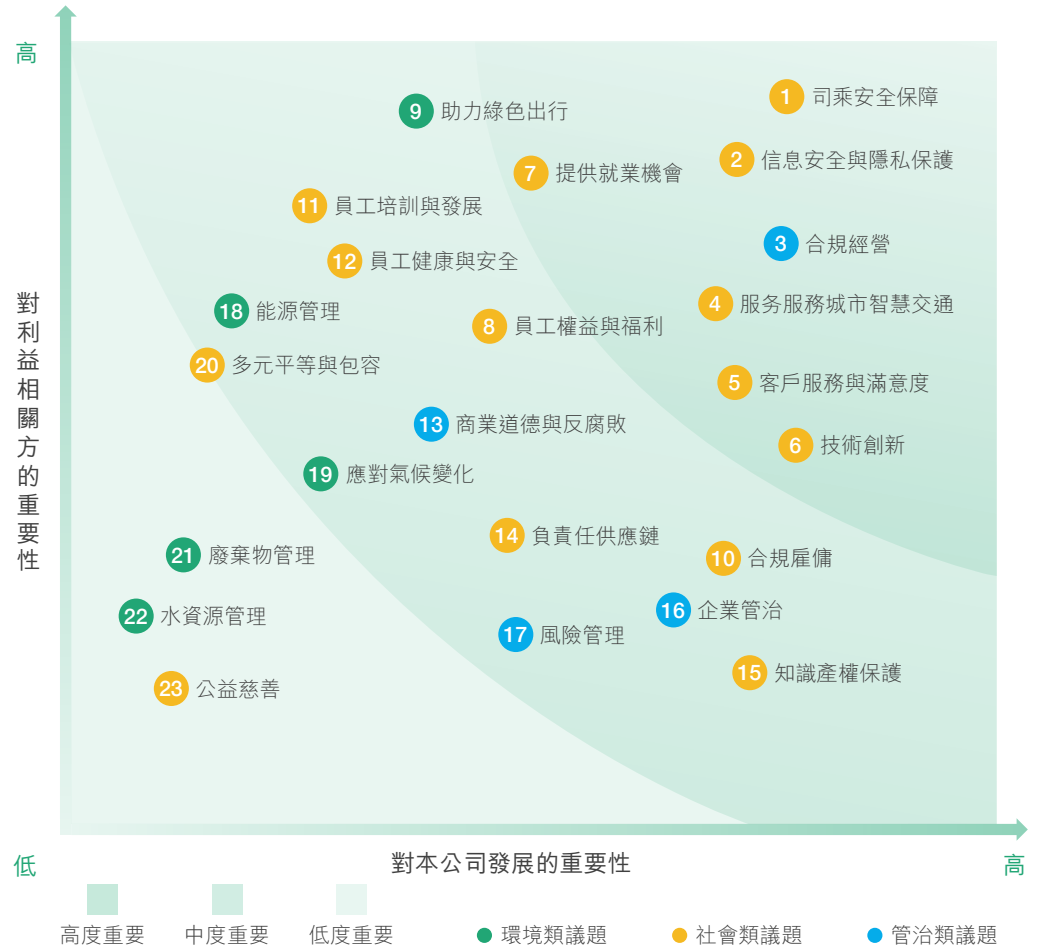 高
1 司乘安全保障
9 助力綠色出行
2 信息安全與隱私保護
7 提供就業機會
11 員工培訓與發展
3 合規經營
12 員工健康與安全
4 服务服務城市智慧交通
18 能源管理
8 員工權益與福利
20 多元平等與包容
5 客戶服務與滿意度
13 商業道德與反腐敗
6 技術創新
19 應對氣候變化
14 負責任供應鏈
21 廢棄物管理
10 合規雇傭
16 企業管治
22 水資源管理
17 風險管理
15 知識產權保護
23 公益慈善
對利益相關方的重要性
低
對本公司發展的重要性
高
高度重要 中度重要 低度重要 環境類議題 社會類議題 管治類議題